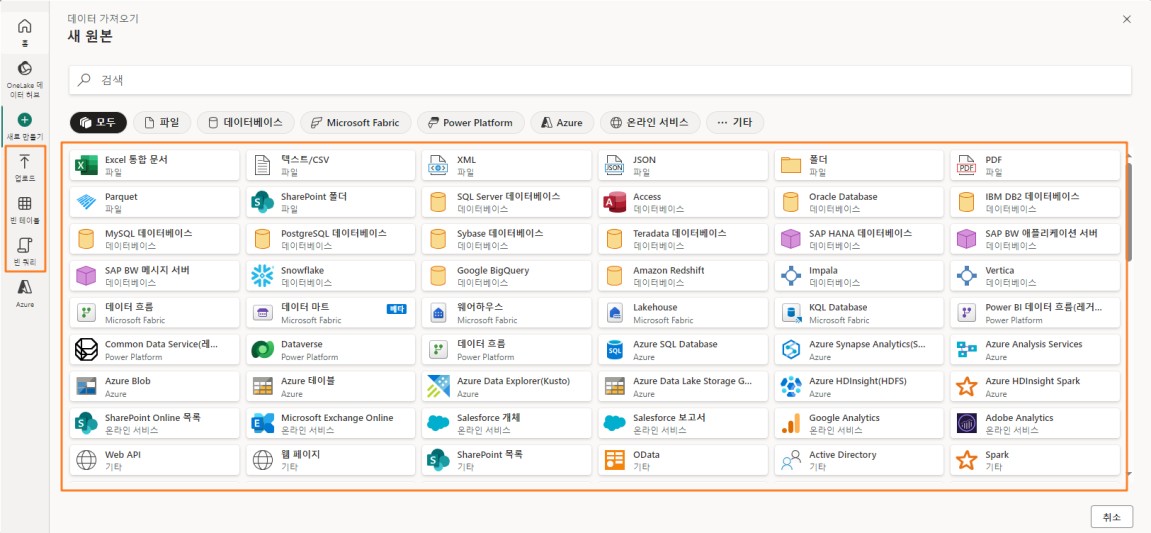 데이터 가져오기
새 원본
홈
OneLake 데
이터 허브
새로 만들기
업로드
빈 테이블
빈 쿼리
Azure
검색
모두
파일
데이터베이스
Microsoft Fabric
Power Platform
Azure
온라인 서비스
··· 기타
Excel 통합 문서
파일
텍스트/CSV
파일
XML
파일
JSON
파일
폴더
파일
PDF
파일
Parquet
파일
SharePoint 폴더
파일
SQL Server 데이터베이스
데이터베이스
Access
데이터베이스
Oracle Database
데이터베이스
IBM DB2 데이터베이스
데이터베이스
MySQL 데이터베이스
데이터베이스
PostgreSQL 데이터베이스
데이터베이스
Sybase 데이터베이스
데이터베이스
Teradata 데이터베이스
데이터베이스
SAP HANA 데이터베이스
데이터베이스
SAP BW 애플리케이션 서버
데이터베이스
SAP BW 메시지 서버
데이터베이스
Snowflake
데이터베이스
Google BigQuery
데이터베이스
Amazon Redshift
데이터베이스
Impala
데이터베이스
Vertica
데이터베이스
데이터 흐름
Microsoft Fabric
데이터 마트
Microsoft Fabric
베타
웨어하우스
Microsoft Fabric
Lakehouse
Microsoft Fabric
KQL Database
Microsoft Fabric
Power BI 데이터 흐름(레거...
Power Platform
Common Data Service(레...
Power Platform
Dataverse
Power Platform
데이터 흐름
Power Platform
Azure SQL Database
Azure
Azure Synapse Analytics(S...
Azure
Azure Analysis Services
Azure
Azure Blob
Azure
Azure 테이블
Azure
Azure Data Explorer(Kusto)
Azure
Azure Data Lake Storage G...
Azure
Azure HDInsight(HDFS)
Azure
Azure HDInsight Spark
Azure
SharePoint Online 목록
온라인 서비스
Microsoft Exchange Online
온라인 서비스
Salesforce 개체
온라인 서비스
Salesforce 보고서
온라인 서비스
Google Analytics
온라인 서비스
Adobe Analytics
온라인 서비스
Web API
기타
웹 페이지
기타
SharePoint 목록
기타
OData
기타
Active Directory
기타
Spark
기타
취소